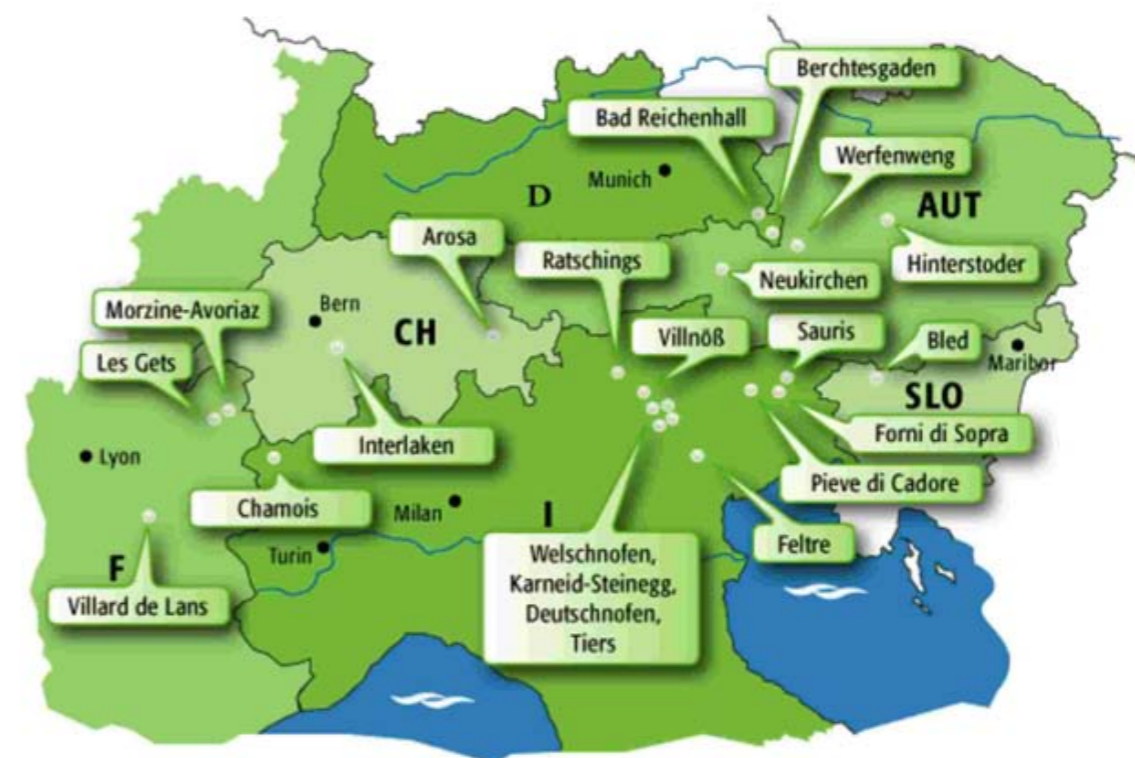 Berchtesgaden
Bad Reichenhall
Werfenweng
Munich
D
AUT
Arosa
Ratschings
Neukirchen
Hinterstoder
Morzine-Avoriaz
Bern
CH
Villnöß
Sauris
Bled
Maribor
Les Gets
SLO
Interlaken
Forni di Sopra
Lyon
Pieve di Cadore
Chamois
Milan
I
Feltre
Turin
Welschnofen,
Karneid-Steinegg,
Deutschnofen,
Tiers
F
Villard de Lans